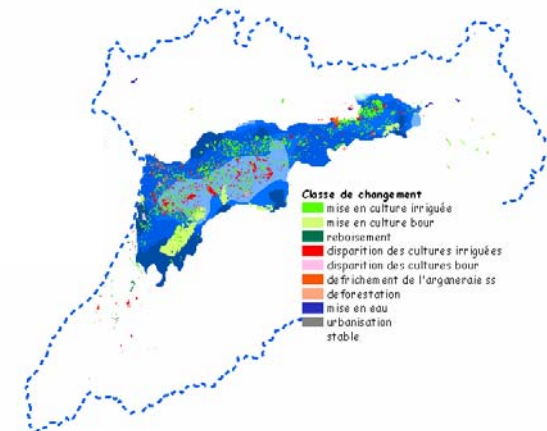 Classe de changement
mise en culture irriguée
mise en culture bour
reboisement
disparition des cultures irriguées
disparition des cultures bour
defrichement de l'arganeraie ss
deforestation
mise en eau
urbanisation
stable